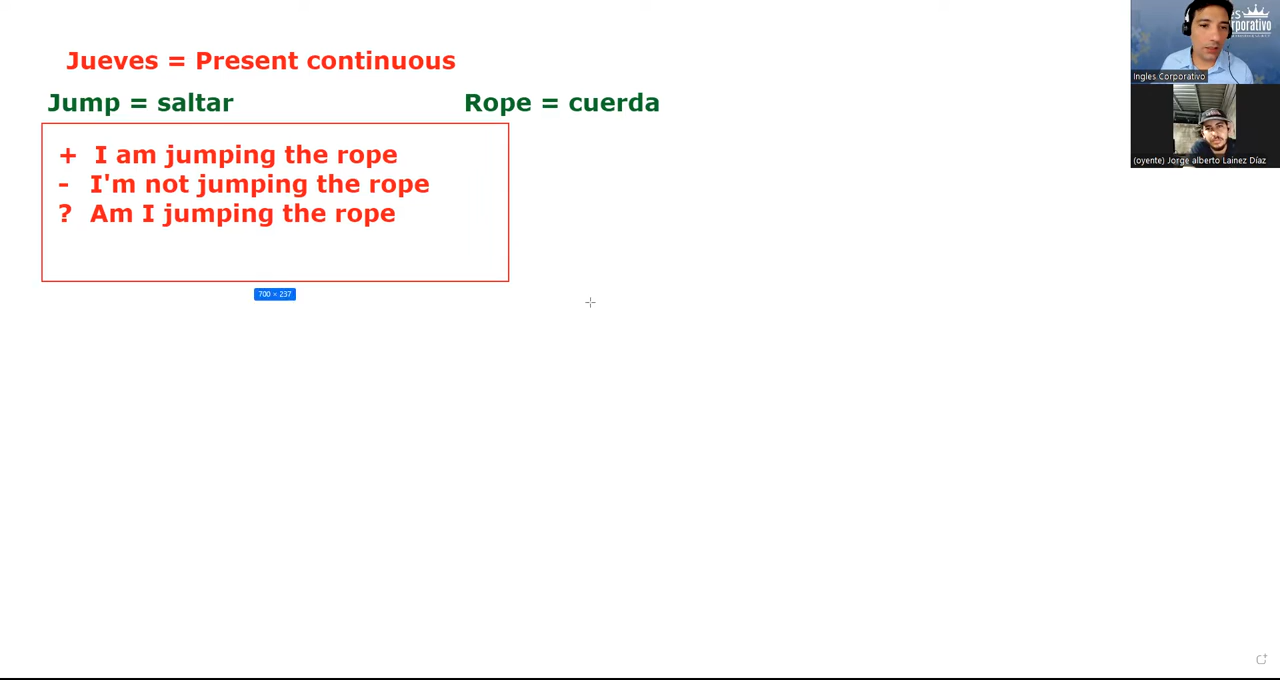 Jueves = Present continuous
Jump = saltar
Rope = cuerda
+ I am jumping the rope
- I'm not jumping the rope
? Am I jumping the rope
700 × 237
Ingles Corporativo
(oyente) Jorge alberto Lainez Díaz